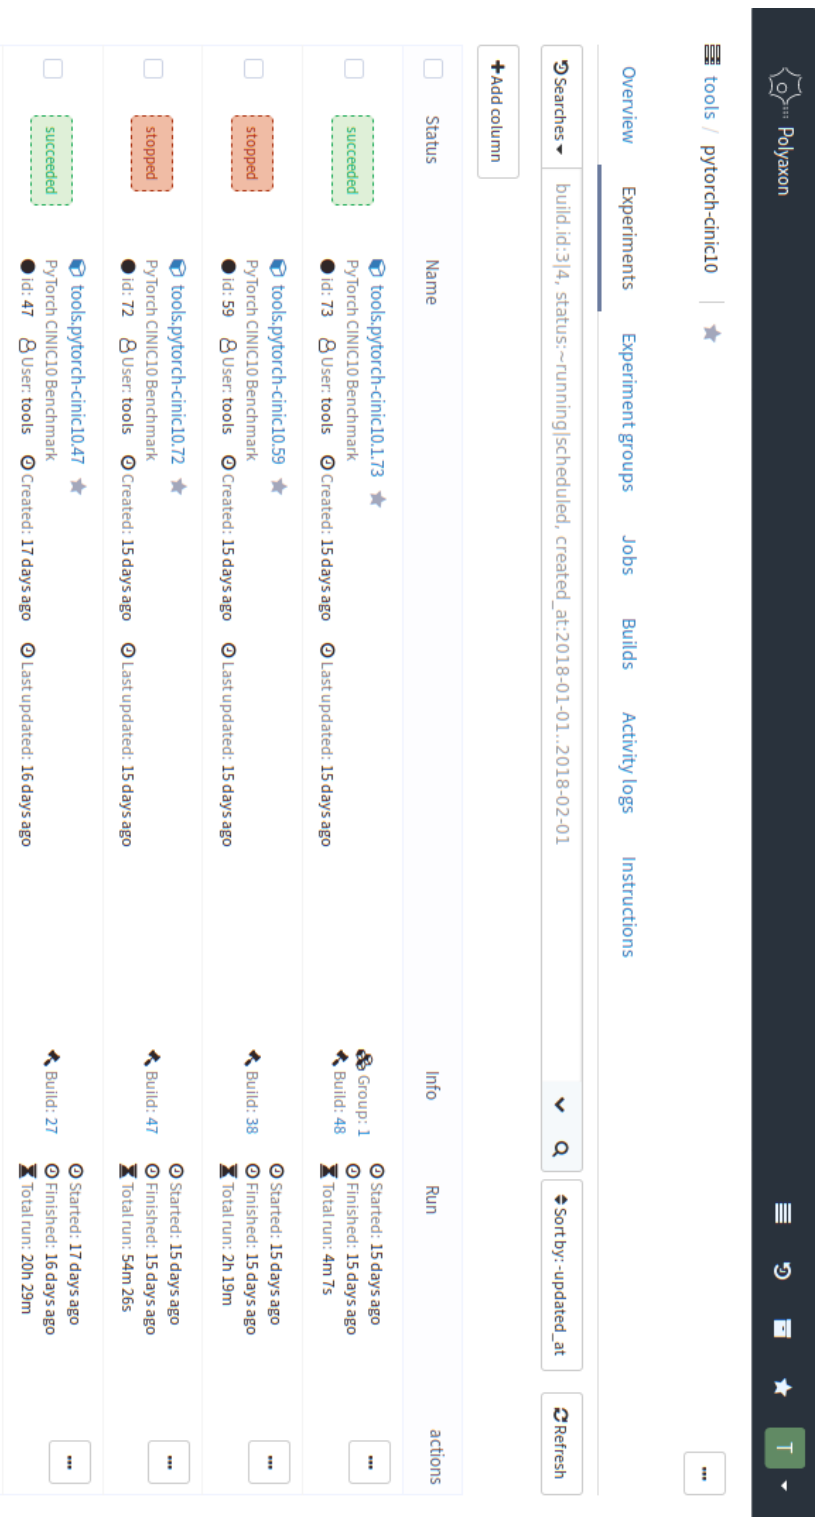 Polyaxon
T
tools / pytorch-cinic10
Overview Experiments Experiment groups Jobs Builds Activity logs Instructions
Searches build.id:3|4, status:~running|scheduled, created_at:2018-01-01..2018-02-01 Sort by: -updated_at Refresh
+Add column
Status Name Info Run actions
succeeded
tools.pytorch-cinic10.1.73
PyTorch CINIC10 Benchmark
id: 73 User: tools Created: 15 days ago Last updated: 15 days ago
Group: 1
Build: 48
Started: 15 days ago
Finished: 15 days ago
Total run: 4m 7s
stopped
tools.pytorch-cinic10.59
PyTorch CINIC10 Benchmark
id: 59 User: tools Created: 15 days ago Last updated: 15 days ago
Build: 38
Started: 15 days ago
Finished: 15 days ago
Total run: 2h 19m
stopped
tools.pytorch-cinic10.72
PyTorch CINIC10 Benchmark
id: 72 User: tools Created: 15 days ago Last updated: 15 days ago
Build: 47
Started: 15 days ago
Finished: 15 days ago
Total run: 54m 26s
succeeded
tools.pytorch-cinic10.47
PyTorch CINIC10 Benchmark
id: 47 User: tools Created: 17 days ago Last updated: 16 days ago
Build: 27
Started: 17 days ago
Finished: 16 days ago
Total run: 20h 29m